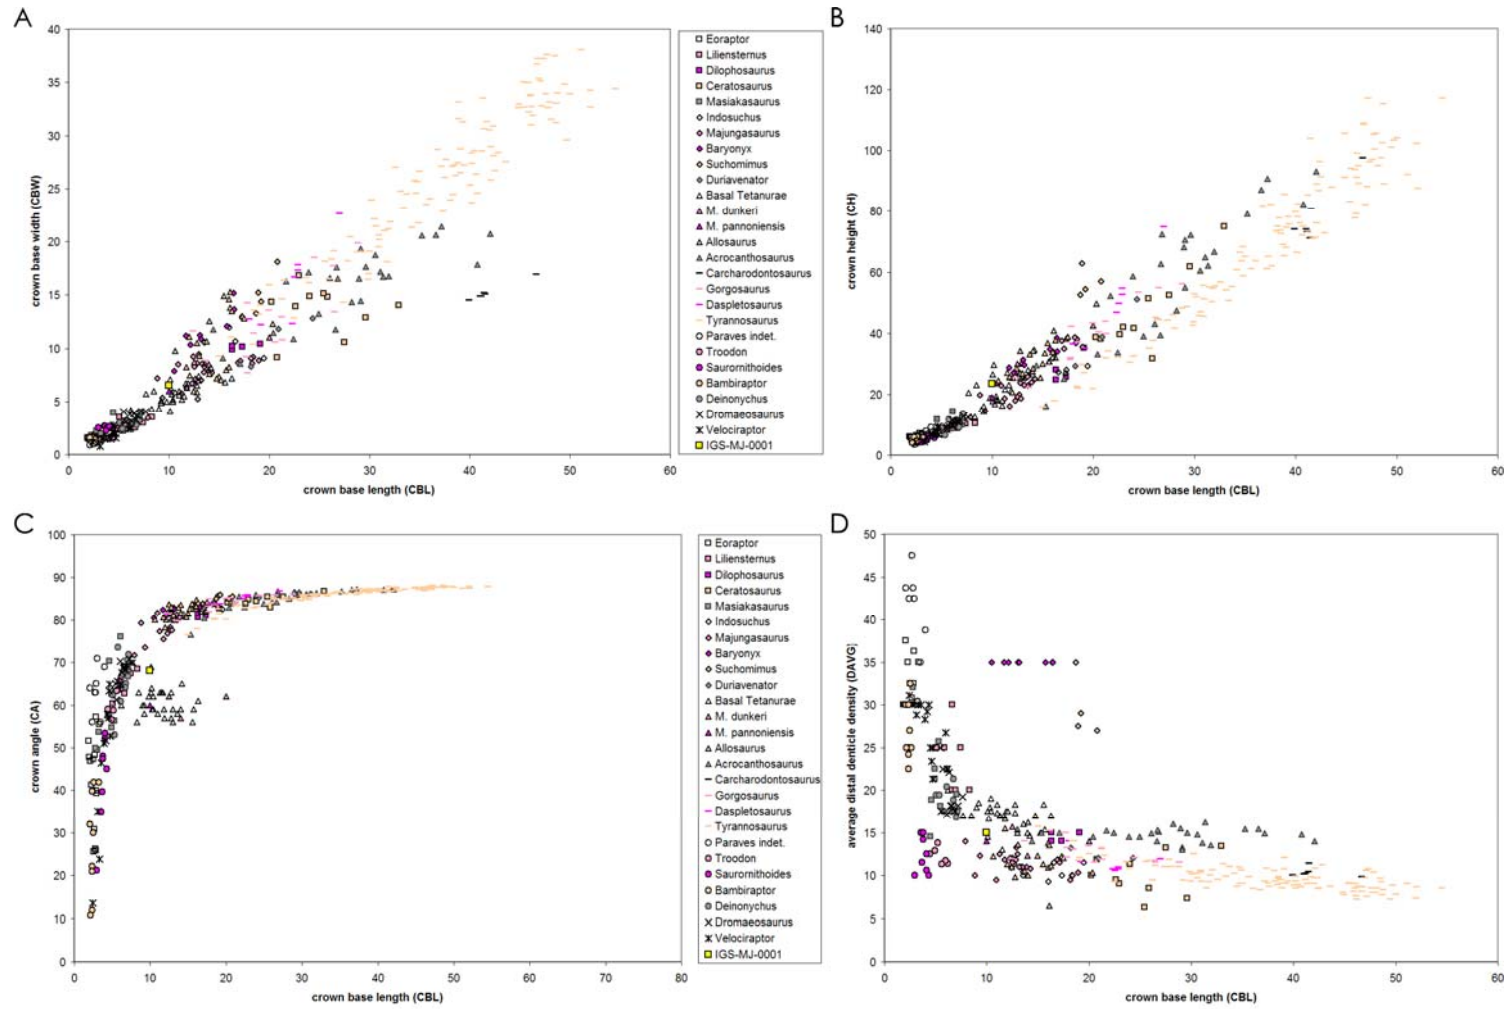 A
40
35
30
25
20
15
10
5
0
crown base width (CBW)
0 10 20 30 40 50 60
crown base length (CBL)
Eoraptor
Liliensternus
Dilophosaurus
Ceratosaurus
Masiakasaurus
Indosuchus
Majungasaurus
Baryonyx
Suchomimus
Duriavenator
Basal Tetanurae
M. dunkeri
M. pannoniensis
Allosaurus
Acrocanthosaurus
Carcharodontosaurus
Gorgosaurus
Daspletosaurus
Tyrannosaurus
Paraves indet.
Troodon
Saurornithoides
Bambiraptor
Deinonychus
Dromaeosaurus
Velociraptor
IGS-MJ-0001
B
140
120
100
80
60
40
20
0
crown height (CH)
0 10 20 30 40 50 60
crown base length (CBL)
C
100
90
80
70
60
50
40
30
20
10
0
crown angle (CA)
0 10 20 30 40 50 60 70 80
crown base length (CBL)
Eoraptor
Liliensternus
Dilophosaurus
Ceratosaurus
Masiakasaurus
Indosuchus
Majungasaurus
Baryonyx
Suchomimus
Duriavenator
Basal Tetanurae
M. dunkeri
M. pannoniensis
Allosaurus
Acrocanthosaurus
Carcharodontosaurus
Gorgosaurus
Daspletosaurus
Tyrannosaurus
Paraves indet.
Troodon
Saurornithoides
Bambiraptor
Deinonychus
Dromaeosaurus
Velociraptor
IGS-MJ-0001
D
50
45
40
35
30
25
20
15
10
5
0
average distal denticle density (DAVG)
0 10 20 30 40 50 60
crown base length (CBL)